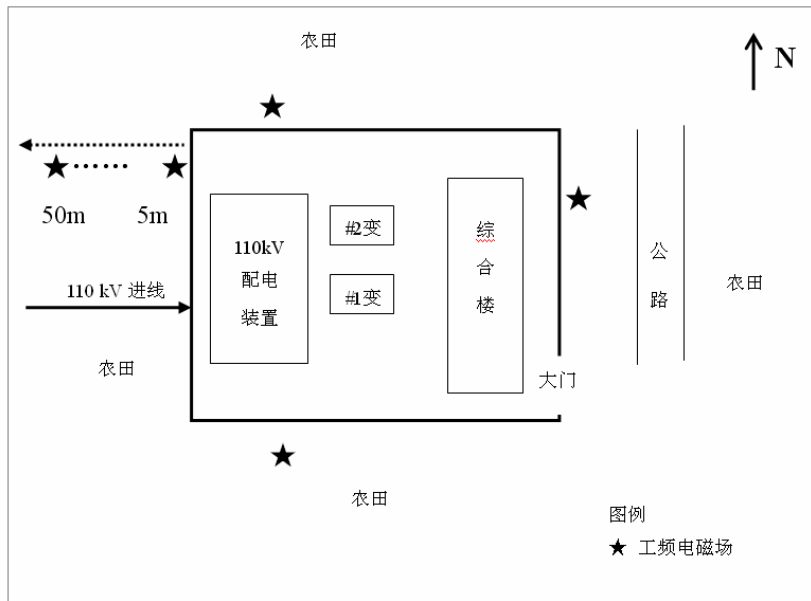 农田
N
50m
5m
110kV
配电
装置
#2变
#1变
综
合
楼
公
路
农田
110 kV 进线
农田
大门
农田
图例
★ 工频电磁场